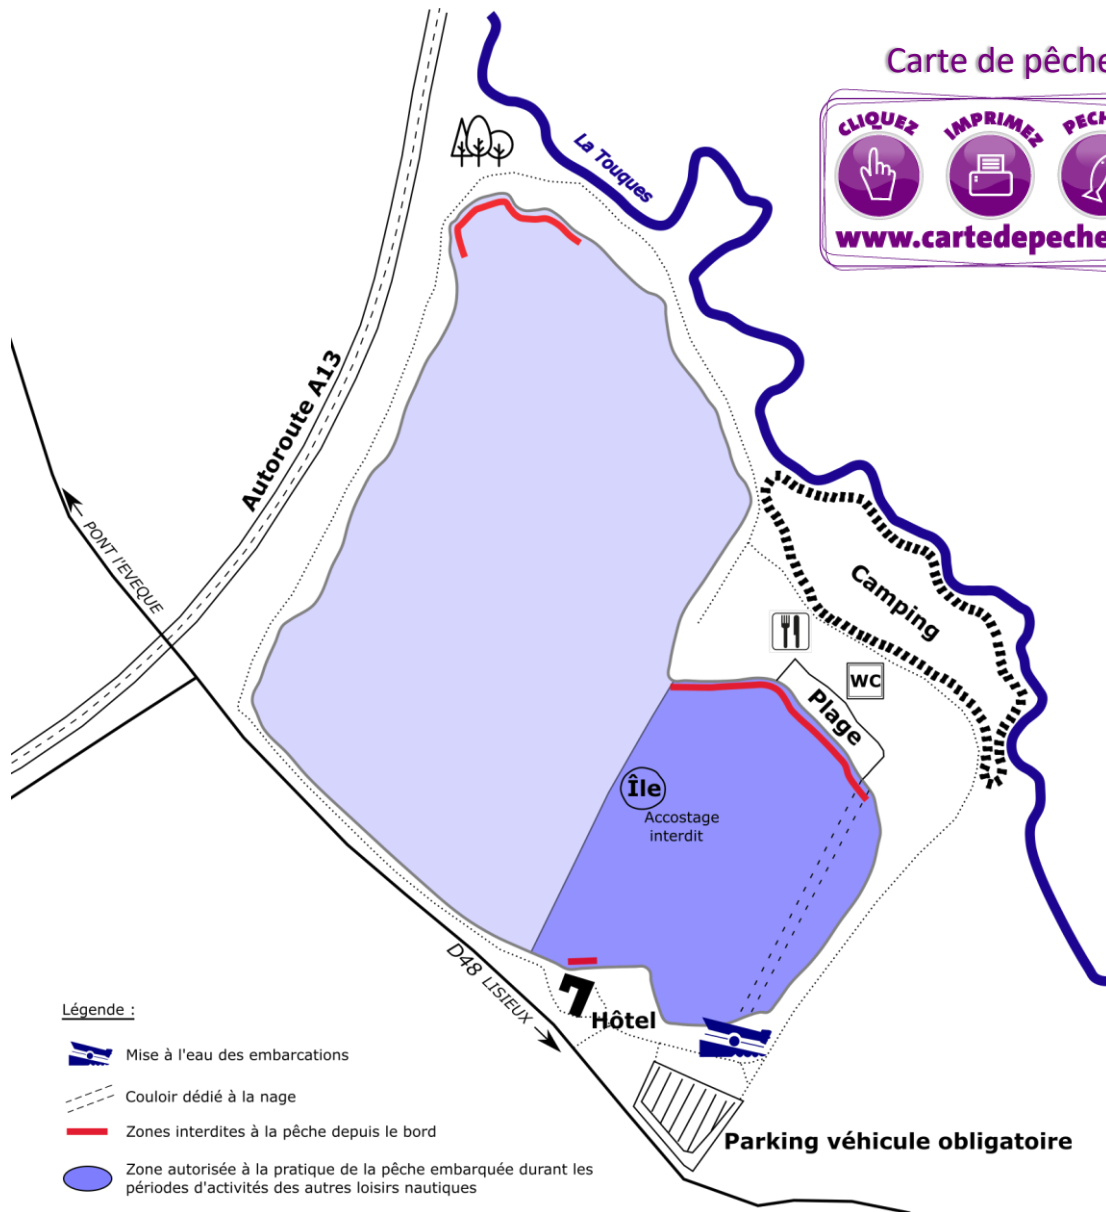 Carte de pêche
CLIQUEZ
IMPRIMEZ
www.cartedepeche
La Touques
Autoroute A13
PONT l'EVEQUE
Camping
WC
Plage
Île
Accostage
interdit
D48 LISIEUX
Hôtel
Parking véhicule obligatoire
Légende :
Mise à l'eau des embarcations
Couloir dédié à la nage
Zones interdites à la pêche depuis le bord
Zone autorisée à la pratique de la pêche embarquée durant les
périodes d'activités des autres loisirs nautiques